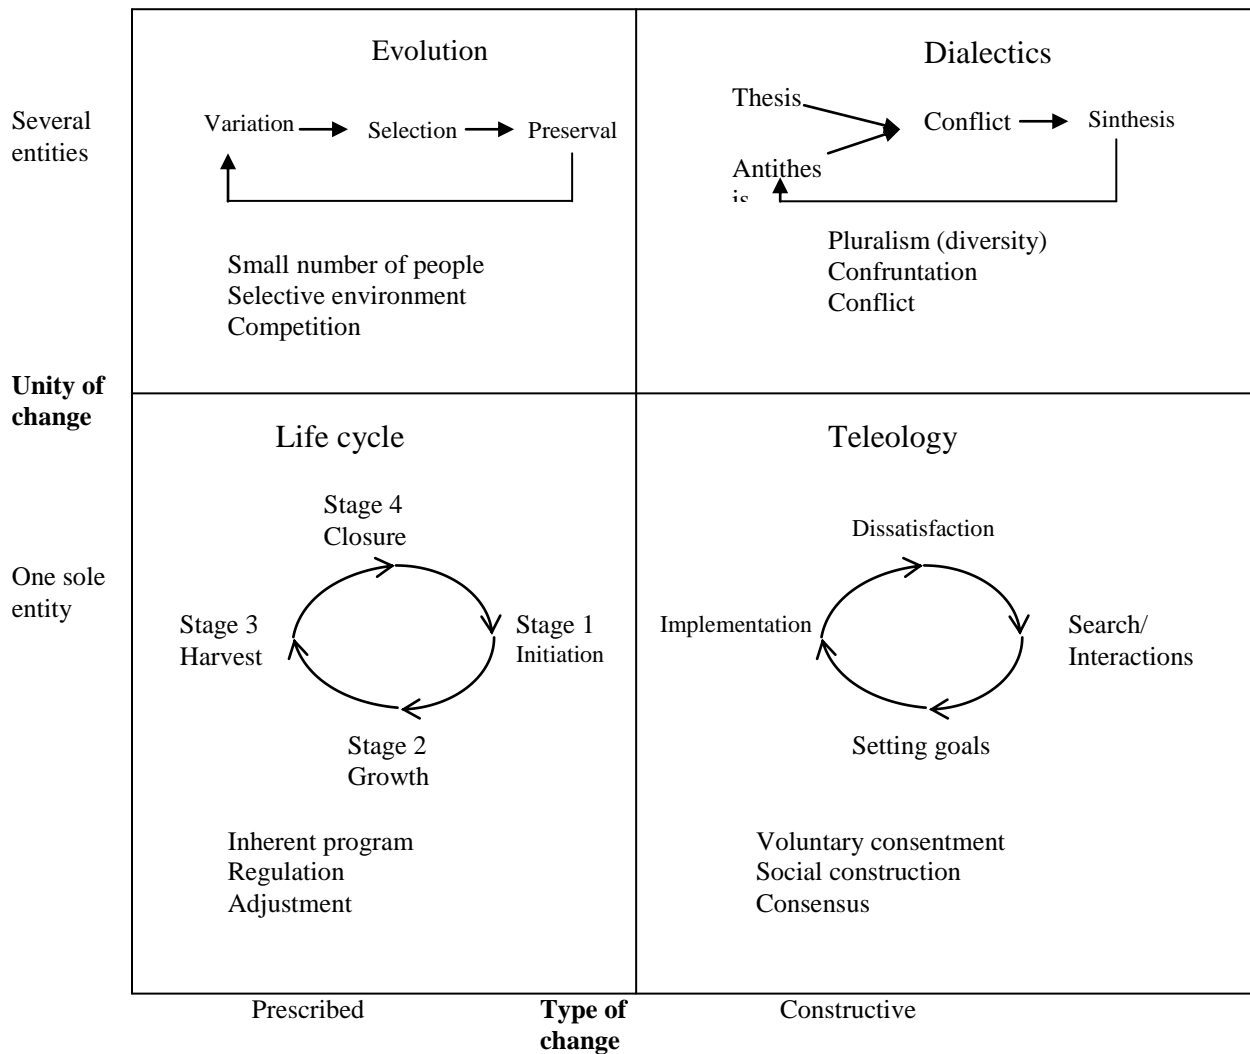 Evolution
Variation
Selection
Preserval
Small number of people
Selective environment
Competition
Dialectics
Thesis
Antithes
is
Conflict
Sinthesis
Pluralism (diversity)
Confruntation
Conflict
Several
entities
Unity of
change
One sole
entity
Life cycle
Stage 4
Closure
Stage 3
Harvest
Stage 1
Initiation
Stage 2
Growth
Inherent program
Regulation
Adjustment
Teleology
Dissatisfaction
Implementation
Search/
Interactions
Setting goals
Voluntary consentment
Social construction
Consensus
Prescribed
Type of
change
Constructive